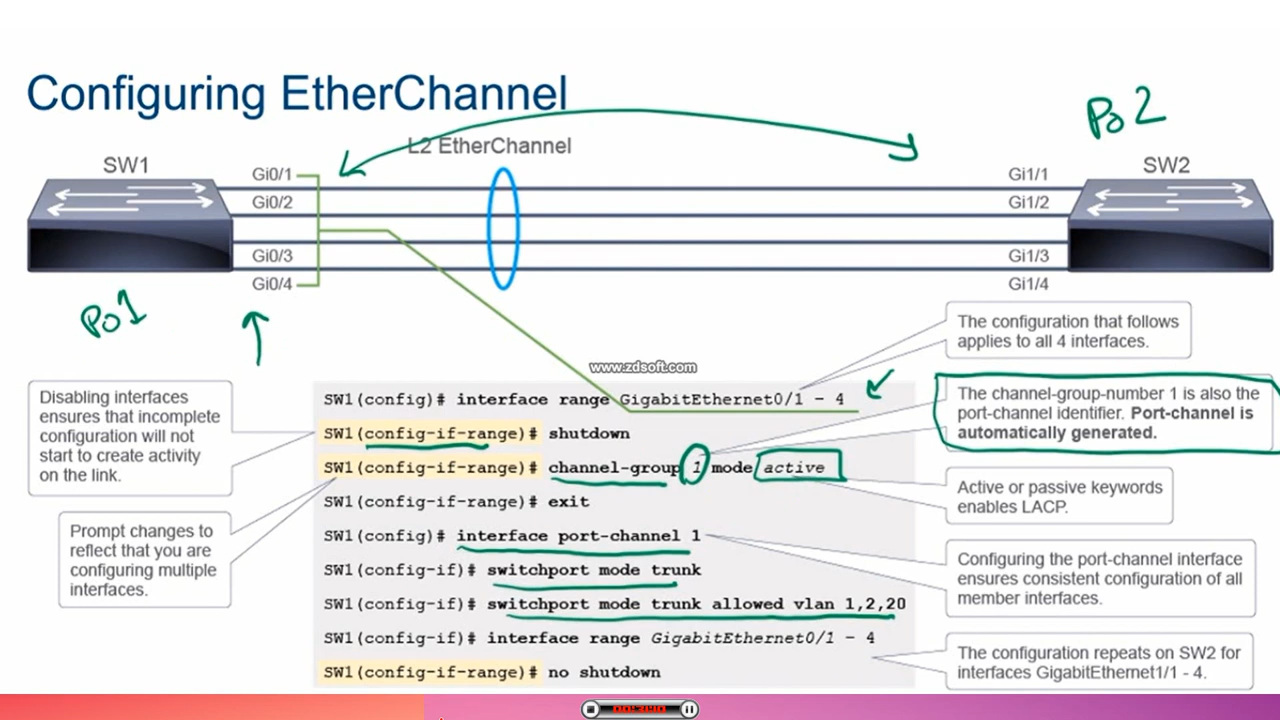 Configuring EtherChannel
Po2
L2 EtherChannel
SW1
SW2
Gi0/1
Gi1/1
Gi0/2
Gi1/2
Gi0/3
Gi1/3
Gi0/4
Gi1/4
Po1
The configuration that follows
applies to all 4 interfaces.
www.zdsoft.com
Disabling interfaces
ensures that incomplete
configuration will not
start to create activity
on the link.
Prompt changes to
reflect that you are
configuring multiple
interfaces.
SW1(config)# interface range GigabitEthernet0/1 - 4
SW1(config-if-range)# shutdown
SW1(config-if-range)# channel-group 1 mode active
SW1(config-if-range)# exit
SW1(config)# interface port-channel 1
SW1(config-if)# switchport mode trunk
SW1(config-if)# switchport mode trunk allowed vlan 1,2,20
SW1(config-if)# interface range GigabitEthernet0/1 - 4
SW1(config-if-range)# no shutdown
The channel-group-number 1 is also the
port-channel identifier. Port-channel is
automatically generated.
Active or passive keywords
enables LACP.
Configuring the port-channel interface
ensures consistent configuration of all
member interfaces.
The configuration repeats on SW2 for
interfaces GigabitEthernet1/1 - 4.